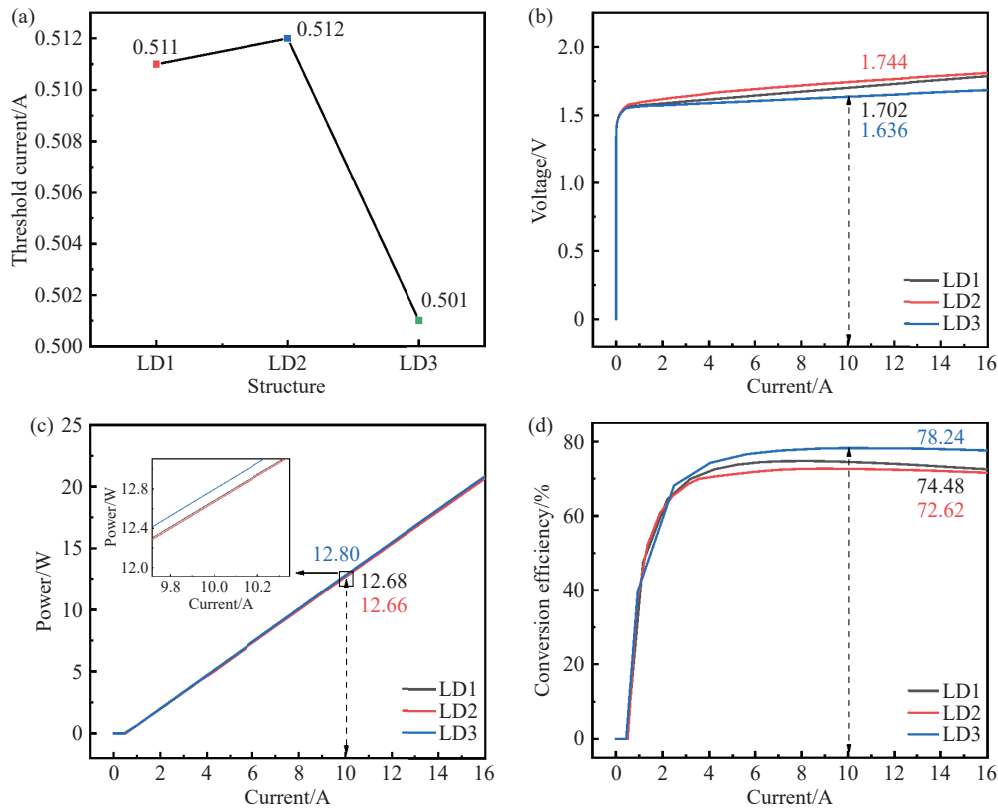 (a)
0.512
0.510
0.508
0.506
0.504
0.502
0.500
Threshold current/A
0.511
0.512
0.501
LD1
LD2
LD3
Structure
(b)
2.0
1.5
1.0
0.5
0
Voltage/V
1.744
1.702
1.636
LD1
LD2
LD3
0 2 4 6 8 10 12 14 16
Current/A
(c)
25
20
15
10
5
0
Power/W
12.8
12.4
12.0
Power/W
9.8 10.0 10.2
Current/A
12.80
12.68
12.66
LD1
LD2
LD3
0 2 4 6 8 10 12 14 16
Current/A
(d)
80
60
40
20
0
Conversion efficiency/%
78.24
74.48
72.62
LD1
LD2
LD3
0 2 4 6 8 10 12 14 16
Current/A